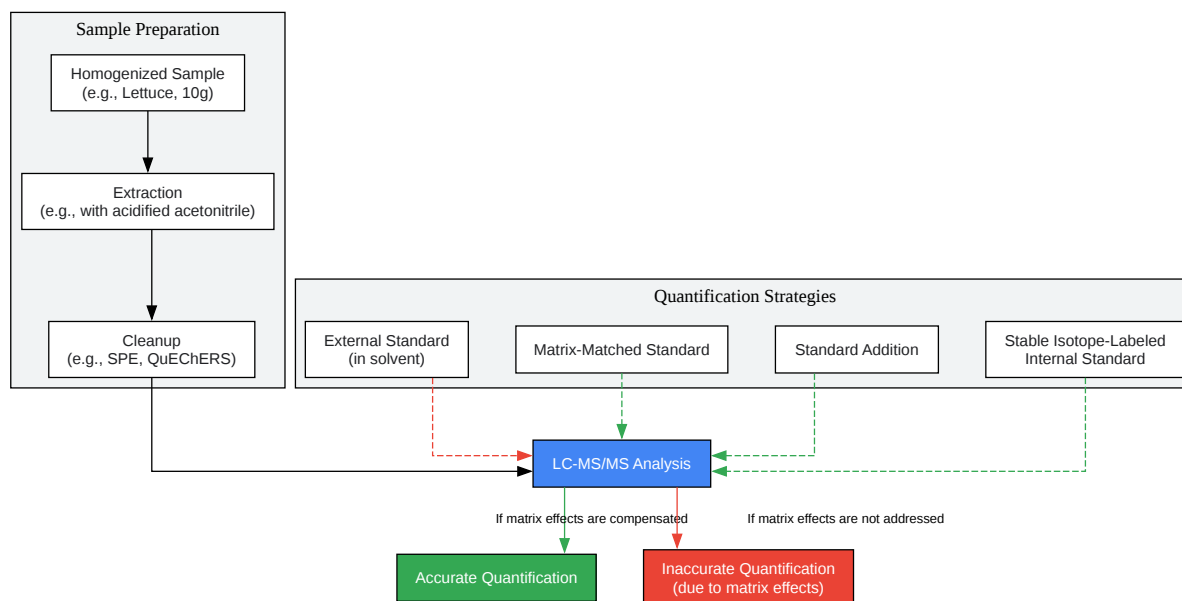 Sample Preparation
Homogenized Sample
(e.g., Lettuce, 10g)
Extraction
(e.g., with acidified acetonitrile)
Cleanup
(e.g., SPE, QuEChERS)
Quantification Strategies
External Standard
(in solvent)
Matrix-Matched Standard
Standard Addition
Stable Isotope-Labeled
Internal Standard
LC-MS/MS Analysis
If matrix effects are compensated
If matrix effects are not addressed
Accurate Quantification
Inaccurate Quantification
(due to matrix effects)